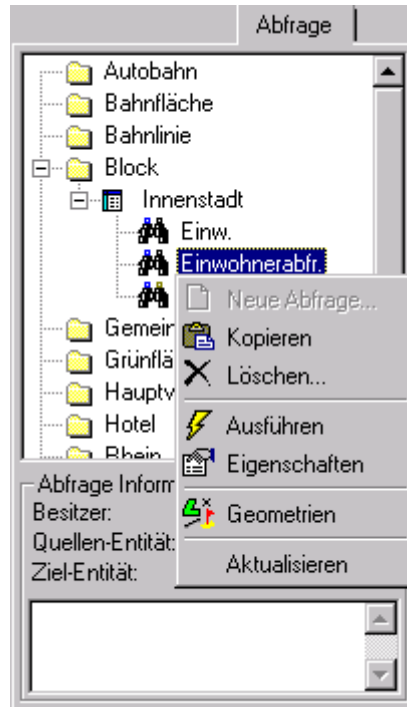 Abfrage
Autobahn
Bahnfläche
Bahnlinie
Block
Innenstadt
Einw.
Einwohnerabfr.
Neue Abfrage...
Gemein
Kopieren
Grünflä
Löschen...
Hauptv
Hotel
Ausführen
Rhein
Eigenschaften
Abfrage Inform
Besitzer:
Geometrien
Quellen-Entität:
Ziel-Entität:
Aktualisieren